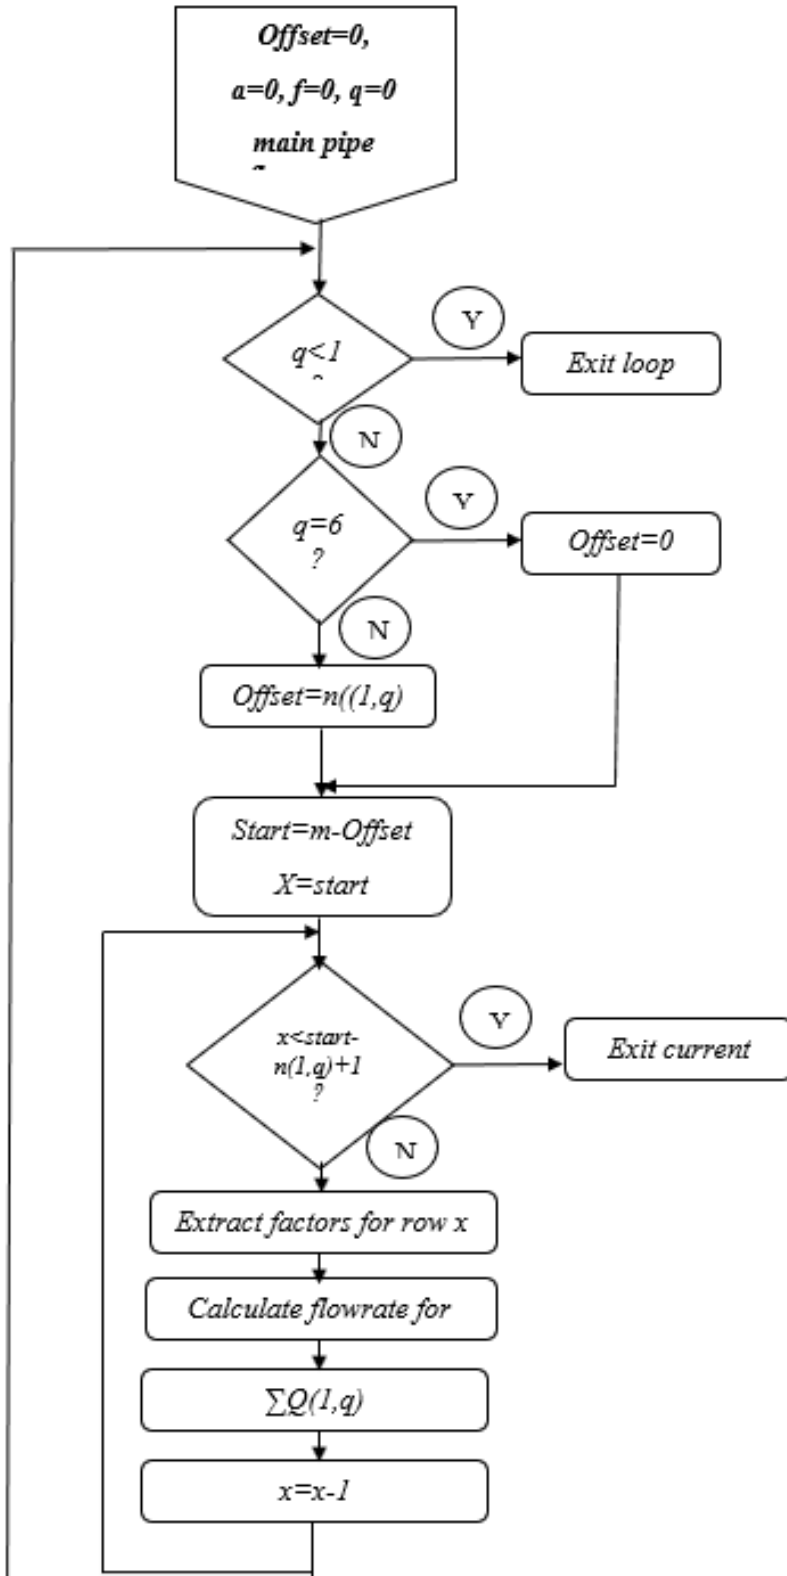 Offset=0,
a=0, f=0, q=0
main pipe
q<1
?
Y
Exit loop
N
q=6
?
Y
Offset=0
N
Offset=n((1,q)
Start=m-Offset
X=start
x<start-
n(1,q)+1
?
Y
Exit current
N
Extract factors for row x
Calculate flowrate for
∑Q(1,q)
x=x-1